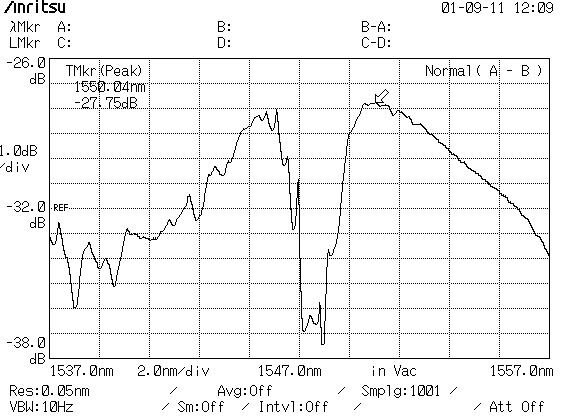 Anritsu 01-09-11 12:09
λMkr A: B: B-A:
LMkr C: D: C-D:
-26.0
dB
TMkr(Peak) Normal( A - B )
1550.04nm
-27.75dB
1.0dB
/div
-32.0
dB
REF
-38.0
dB
1537.0nm 2.0nm/div 1547.0nm in Vac 1557.0nm
Res:0.05nm / Avg:Off / Smplg:1001 /
VBW:10Hz / Sm:Off / Intvl:Off / Att Off